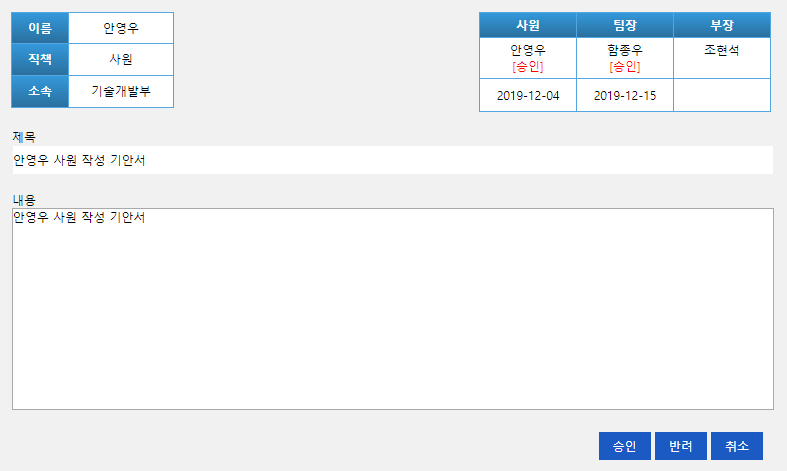 이름 안영우
직책 사원
소속 기술개발부
사원 팀장 부장
안영우 함종우 조현석
[승인] [승인]
2019-12-04 2019-12-15
제목
안영우 사원 작성 기안서
내용
안영우 사원 작성 기안서
승인 반려 취소